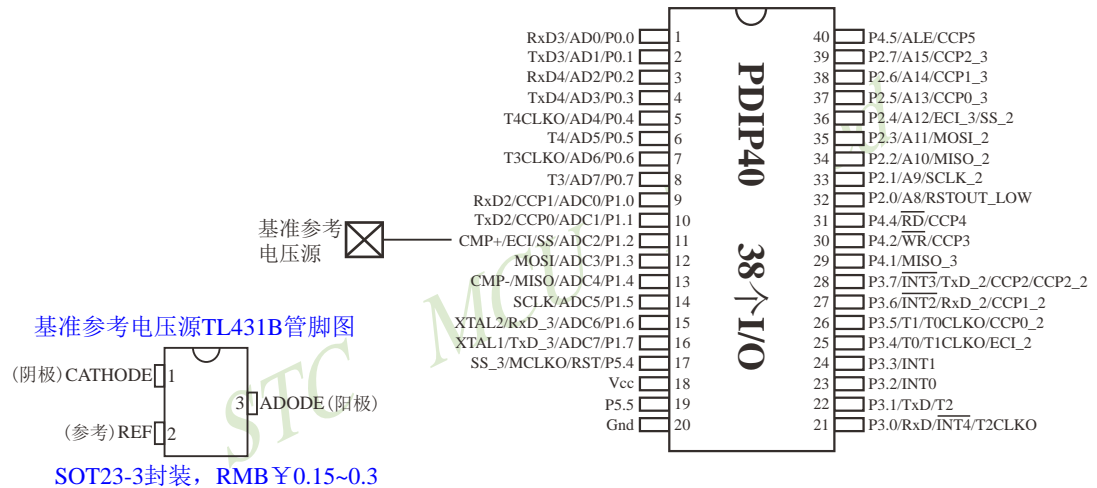 RxD3/AD0/P0.0 1
TxD3/AD1/P0.1 2
RxD4/AD2/P0.2 3
TxD4/AD3/P0.3 4
T4CLKO/AD4/P0.4 5
T4/AD5/P0.5 6
T3CLKO/AD6/P0.6 7
T3/AD7/P0.7 8
RxD2/CCP1/ADC0/P1.0 9
TxD2/CCP0/ADC1/P1.1 10
CMP+/ECI/SS/ADC2/P1.2 11
MOSI/ADC3/P1.3 12
CMP-/MISO/ADC4/P1.4 13
SCLK/ADC5/P1.5 14
XTAL2/RxD_3/ADC6/P1.6 15
XTAL1/TxD_3/ADC7/P1.7 16
SS_3/MCLKO/RST/P5.4 17
Vcc 18
P5.5 19
Gnd 20
PDIP40 38个I/O
40 P4.5/ALE/CCP5
39 P2.7/A15/CCP2_3
38 P2.6/A14/CCP1_3
37 P2.5/A13/CCP0_3
36 P2.4/A12/ECI_3/SS_2
35 P2.3/A11/MOSI_2
34 P2.2/A10/MISO_2
33 P2.1/A9/SCLK_2
32 P2.0/A8/RSTOUT_LOW
31 P4.4/RD/CCP4
30 P4.2/WR/CCP3
29 P4.1/MISO_3
28 P3.7/INT3/TxD_2/CCP2/CCP2_2
27 P3.6/INT2/RxD_2/CCP1_2
26 P3.5/T1/T0CLKO/CCP0_2
25 P3.4/T0/T1CLKO/ECI_2
24 P3.3/INT1
23 P3.2/INT0
22 P3.1/TxD/T2
21 P3.0/RxD/INT4/T2CLKO
基准参考
电压源
基准参考电压源TL431B管脚图
(阴极)CATHODE 1
3 ADODE(阳极)
(参考)REF 2
SOT23-3封装，RMB￥0.15~0.3
STC MCU